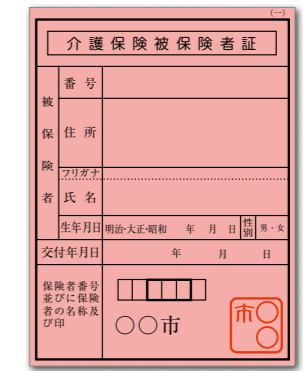 (一)
介護保険被保険者証
被保険者
番号
住所
フリガナ
氏名
生年月日 明治・大正・昭和 年 月 日 性別 男・女
交付年月日 年 月 日
保険者番号
並びに保険
者の名称及
び印
〇〇市
市〇
〇